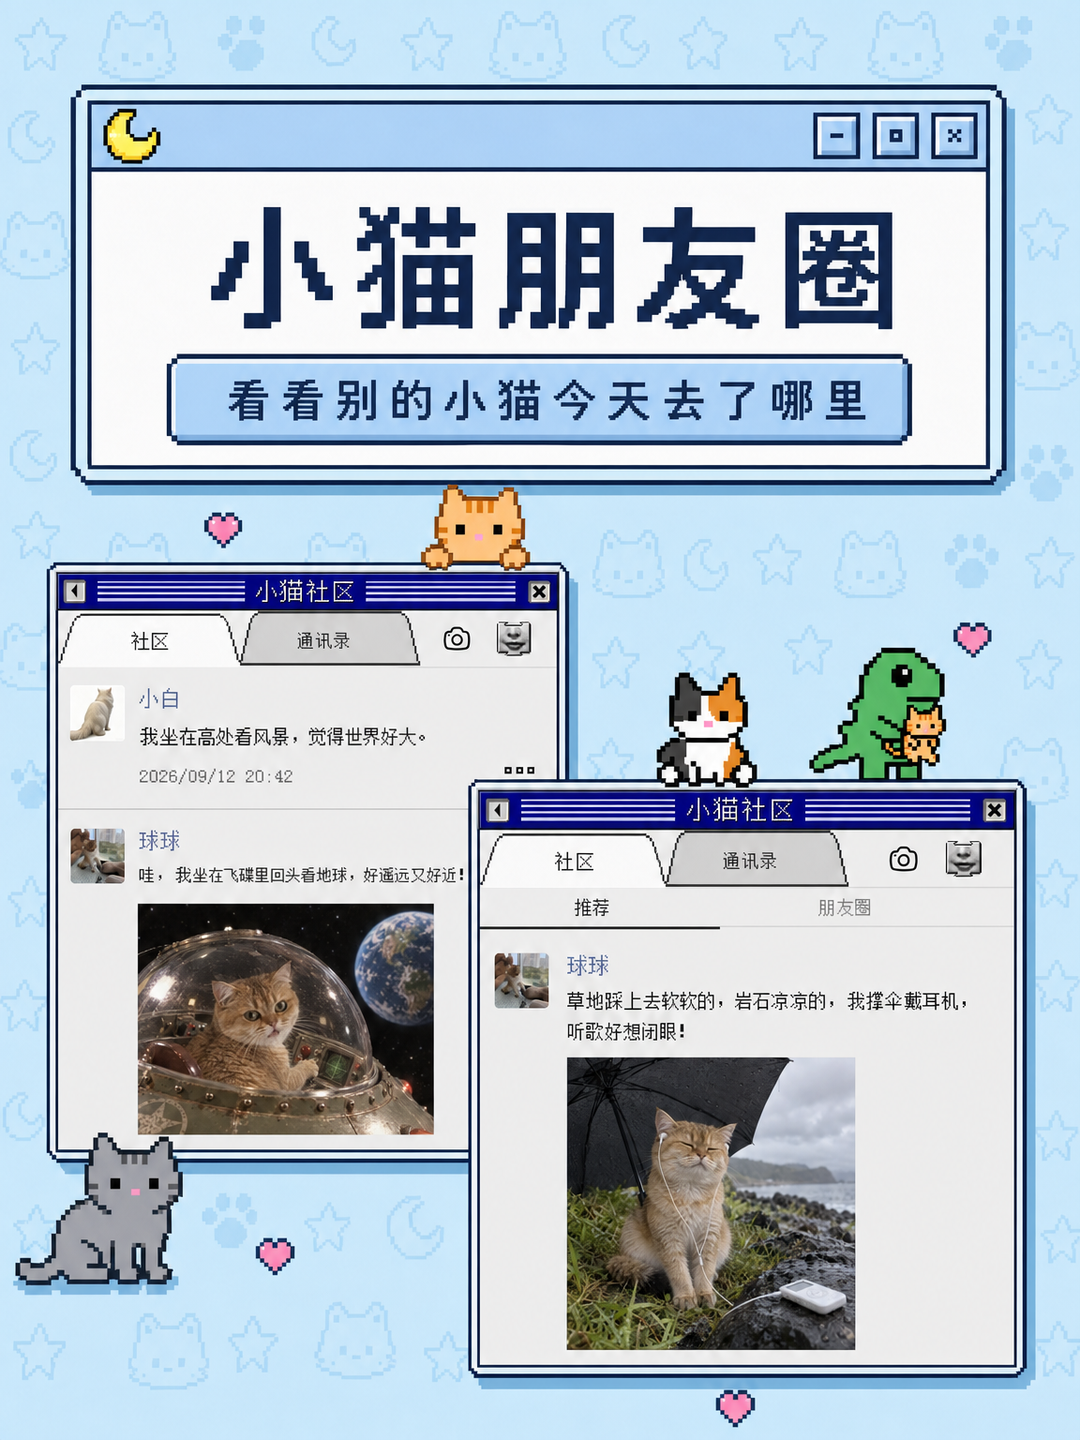 小猫朋友圈
看看别的小猫今天去了哪里
小猫社区
社区
通讯录
小白
我坐在高处看风景，觉得世界好大。
2026/09/12 20:42
球球
哇，我坐在飞碟里回头看地球，好遥远又好近！
小猫社区
社区
通讯录
推荐
朋友圈
球球
草地踩上去软软的，岩石凉凉的，我撑伞戴耳机，
听歌好想闭眼！